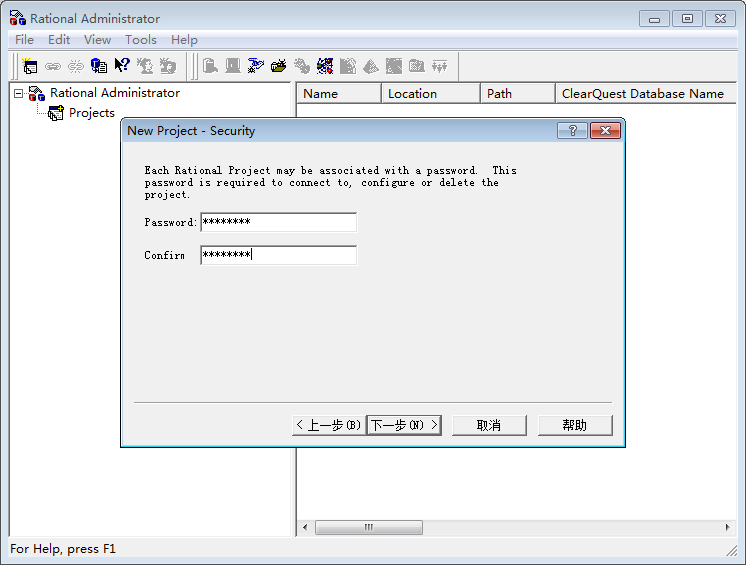 Rational Administrator
File Edit View Tools Help
Rational Administrator
Projects
Name Location Path ClearQuest Database Name
New Project - Security
Each Rational Project may be associated with a password. This
password is required to connect to, configure or delete the
project.
Password: ********
Confirm ********
< 上一步(B) 下一步(N) > 取消 帮助
For Help, press F1